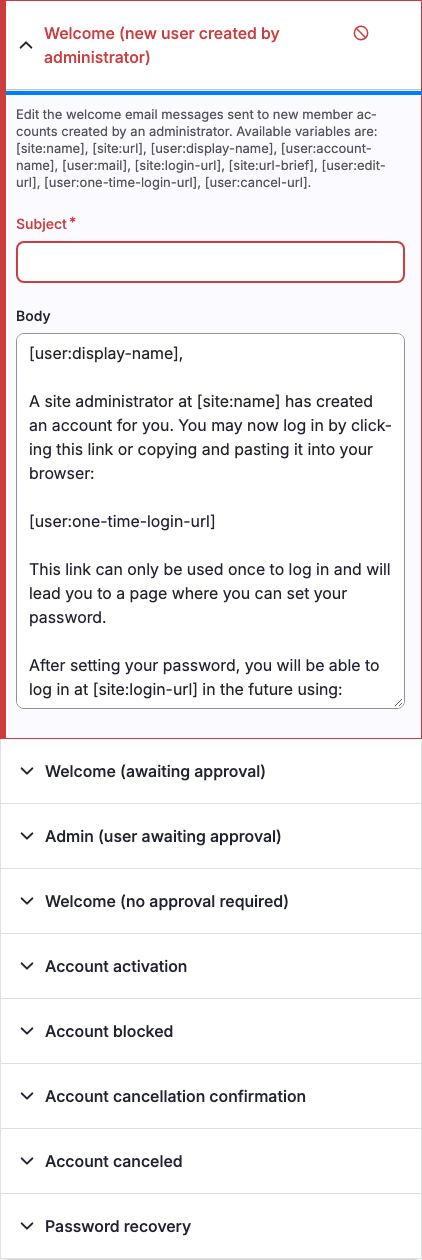 Welcome (new user created by
administrator)
Edit the welcome email messages sent to new member ac-
counts created by an administrator. Available variables are:
[site:name], [site:url], [user:display-name], [user:account-
name], [user:mail], [site:login-url], [site:url-brief], [user:edit-
url], [user:one-time-login-url], [user:cancel-url].
Subject*
Body
[user:display-name],
A site administrator at [site:name] has created
an account for you. You may now log in by click-
ing this link or copying and pasting it into your
browser:
[user:one-time-login-url]
This link can only be used once to log in and will
lead you to a page where you can set your
password.
After setting your password, you will be able to
log in at [site:login-url] in the future using:
Welcome (awaiting approval)
Admin (user awaiting approval)
Welcome (no approval required)
Account activation
Account blocked
Account cancellation confirmation
Account canceled
Password recovery